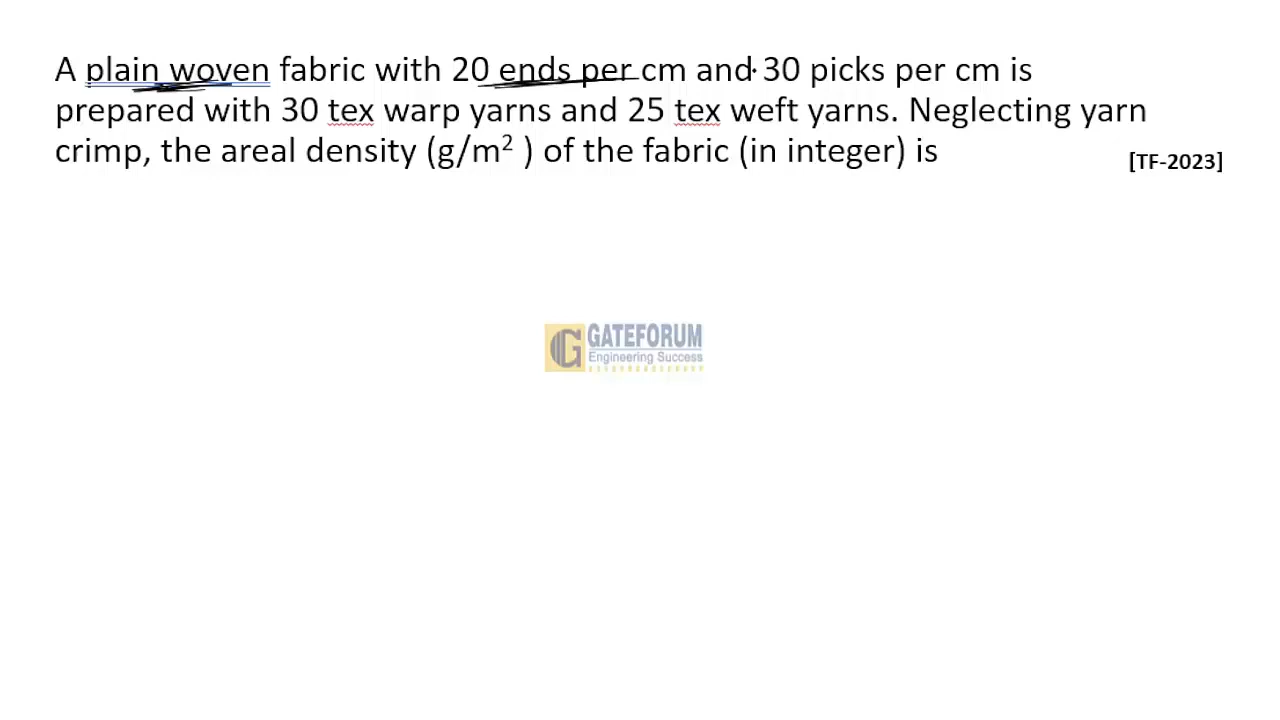 A plain woven fabric with 20 ends per cm and 30 picks per cm is
prepared with 30 tex warp yarns and 25 tex weft yarns. Neglecting yarn
crimp, the areal density (g/m² ) of the fabric (in integer) is
[TF-2023]
GATEFORUM
Engineering Success